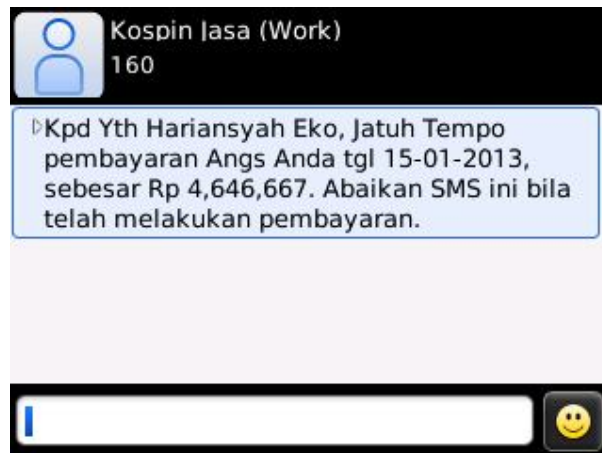 Kospin Jasa (Work)
160
Kpd Yth Hariansyah Eko, Jatuh Tempo
pembayaran Angs Anda tgl 15-01-2013,
sebesar Rp 4,646,667. Abaikan SMS ini bila
telah melakukan pembayaran.